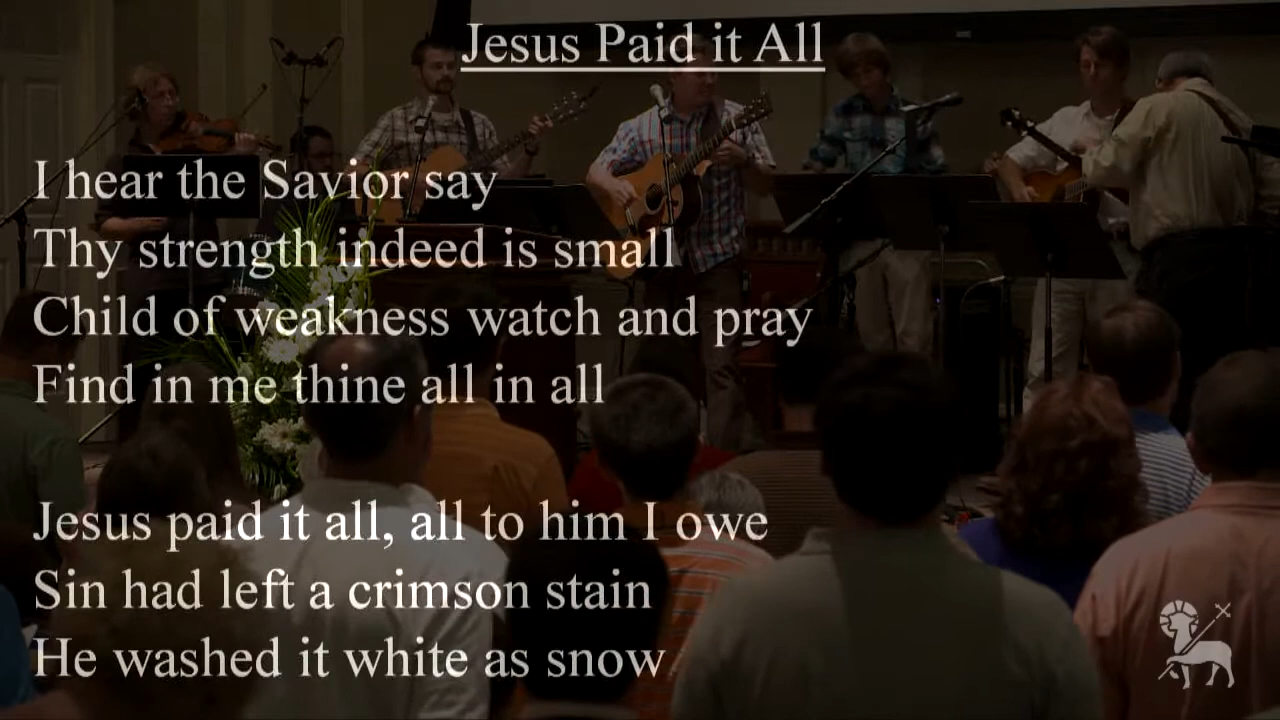 Jesus Paid it All
I hear the Savior say
Thy strength indeed is small
Child of weakness watch and pray
Find in me thine all in all
Jesus paid it all, all to him I owe
Sin had left a crimson stain
He washed it white as snow